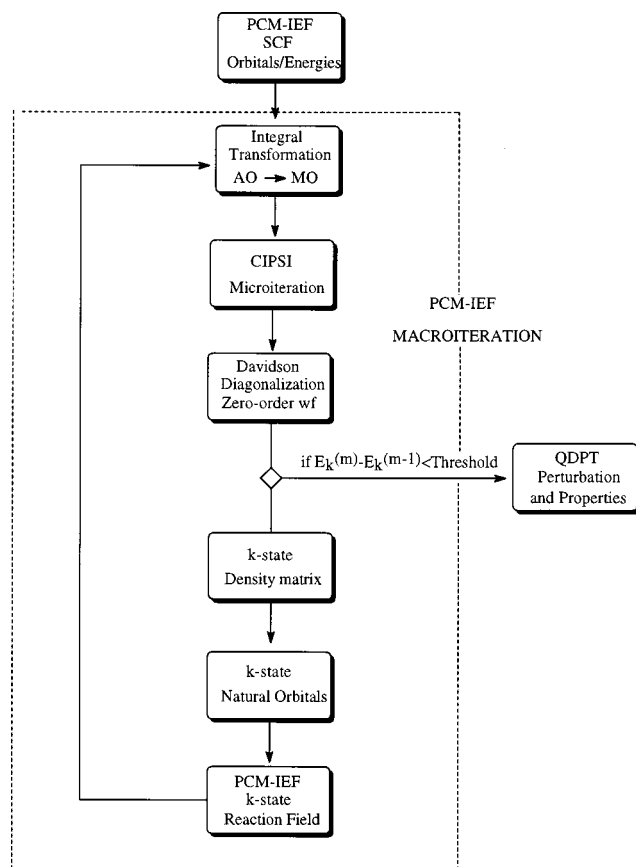 PCM-IEF
SCF
Orbitals/Energies
Integral
Transformation
AO → MO
CIPSI
Microiteration
PCM-IEF
MACROITERATION
Davidson
Diagonalization
Zero-order wf
if Ek(m)-Ek(m-1)<Threshold
QDPT
Perturbation
and Properties
k-state
Density matrix
k-state
Natural Orbitals
PCM-IEF
k-state
Reaction Field